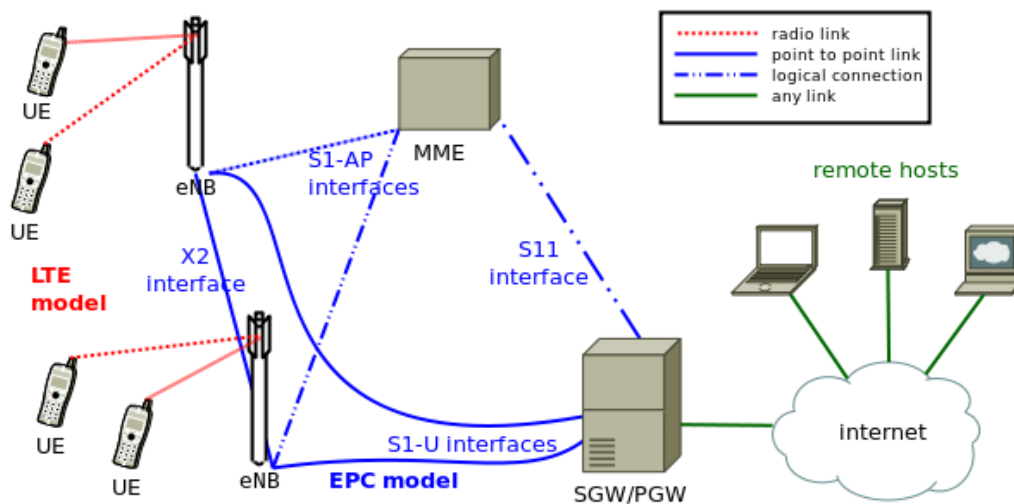 radio link
point to point link
logical connection
any link
UE
UE
eNB
MME
S1-AP
interfaces
remote hosts
X2
interface
S11
interface
LTE
model
UE
UE
eNB
S1-U interfaces
EPC model
SGW/PGW
internet